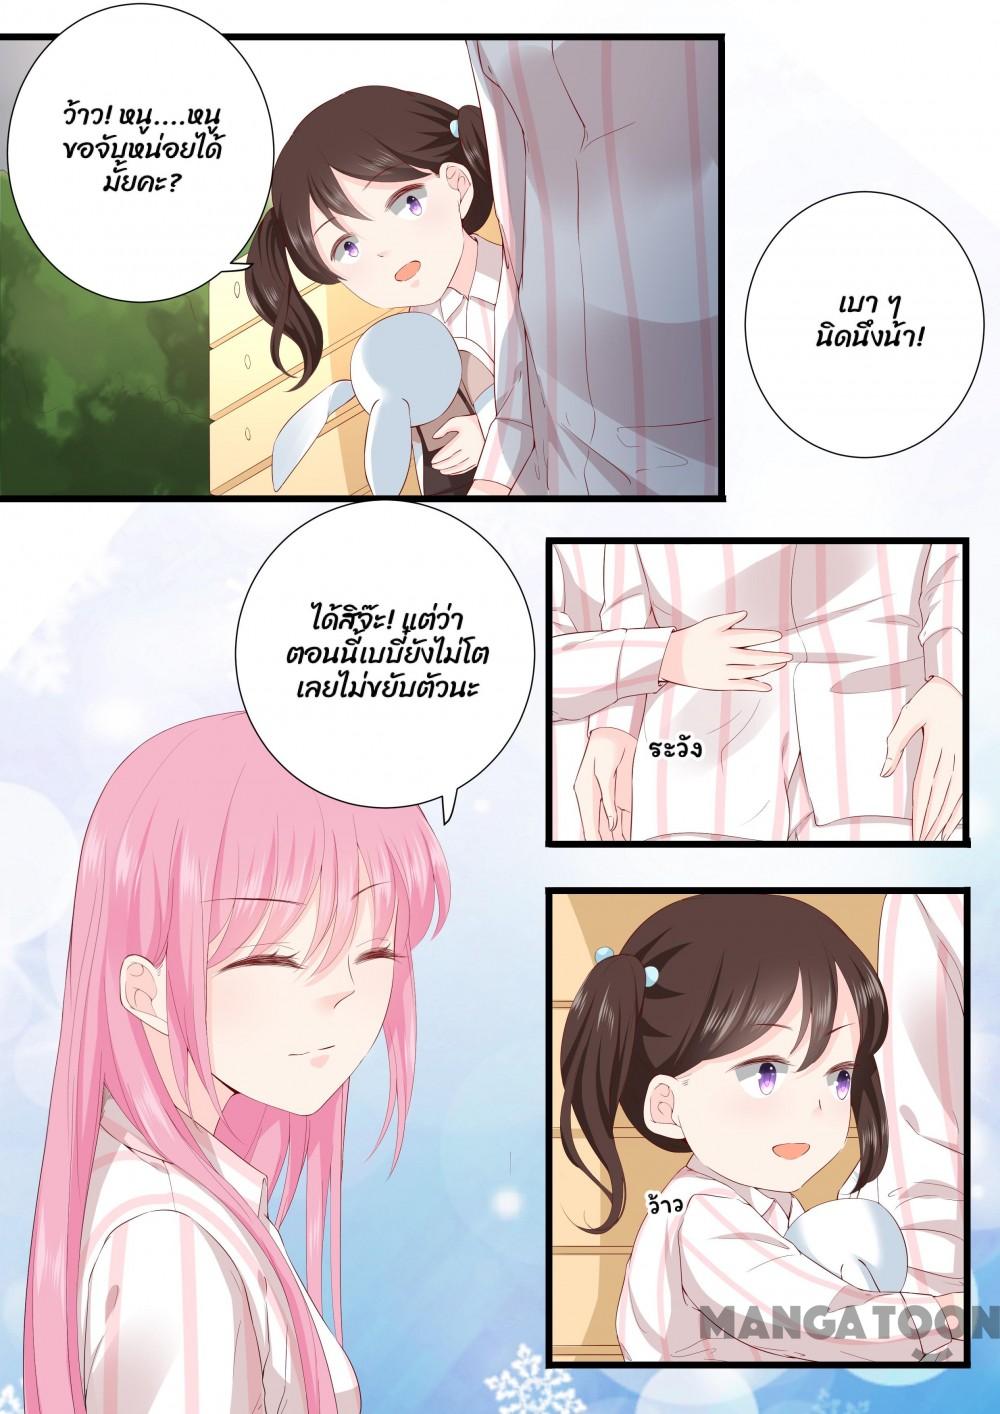 ว้าว! หนู....หนู
ขอจับหน่อยได้
มั้ยคะ?
เบา ๆ
นิดนึงน้า!
ได้สิจ๊ะ! แต่ว่า
ตอนนี้เบบี๋ยังไม่โต
เลยไม่ขยับตัวนะ
ระวัง
ว้าว
MANGATOON